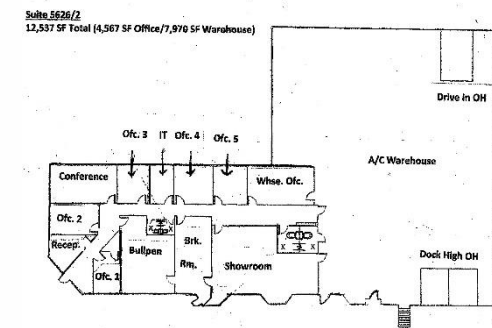 Suite 5626/2
12,537 SF Total (4,567 SF Office/7,970 SF Warehouse)
Drive in OH
Ofc. 3 IT Ofc. 4 Ofc. 5
A/C Warehouse
Conference
Whse. Ofc.
Ofc. 2
Recep.
Bullpen
Brk.
Rm.
Showroom
Ofc. 1
Dock High OH
X X
X X